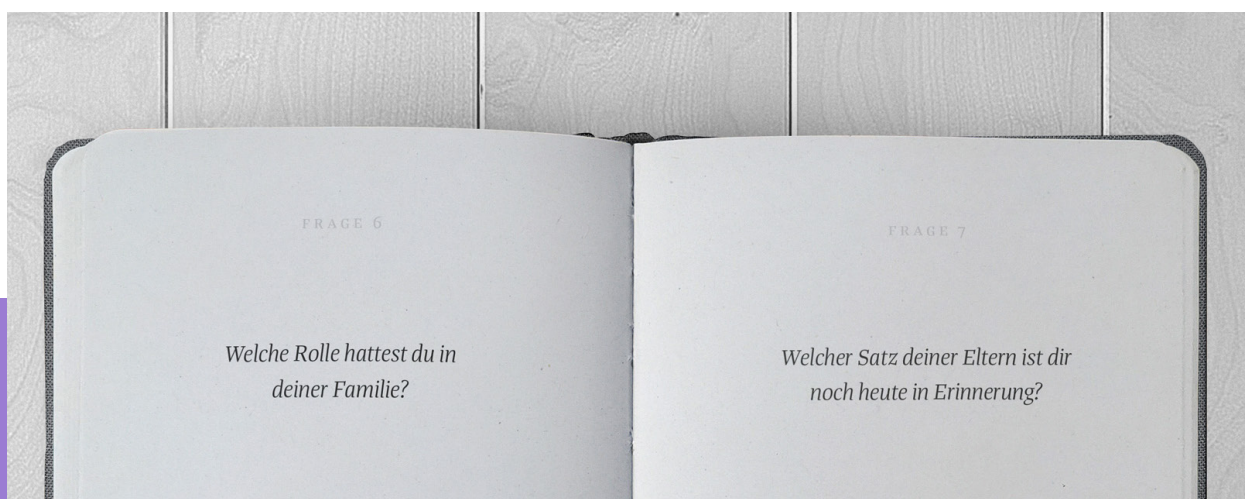 FRAGE 6
Welche Rolle hattest du in
deiner Familie?
FRAGE 7
Welcher Satz deiner Eltern ist dir
noch heute in Erinnerung?